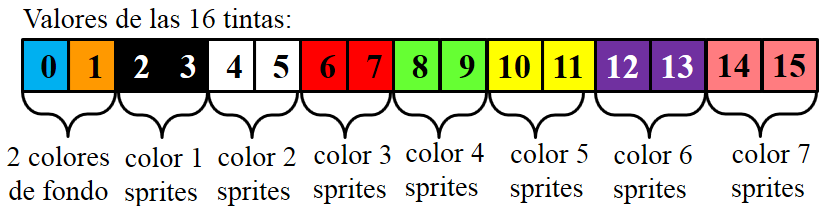 Valores de las 16 tintas:
0 1 2 3 4 5 6 7 8 9 10 11 12 13 14 15
2 colores color 1 color 2 color 3 color 4 color 5 color 6 color 7
de fondo sprites sprites sprites sprites sprites sprites sprites